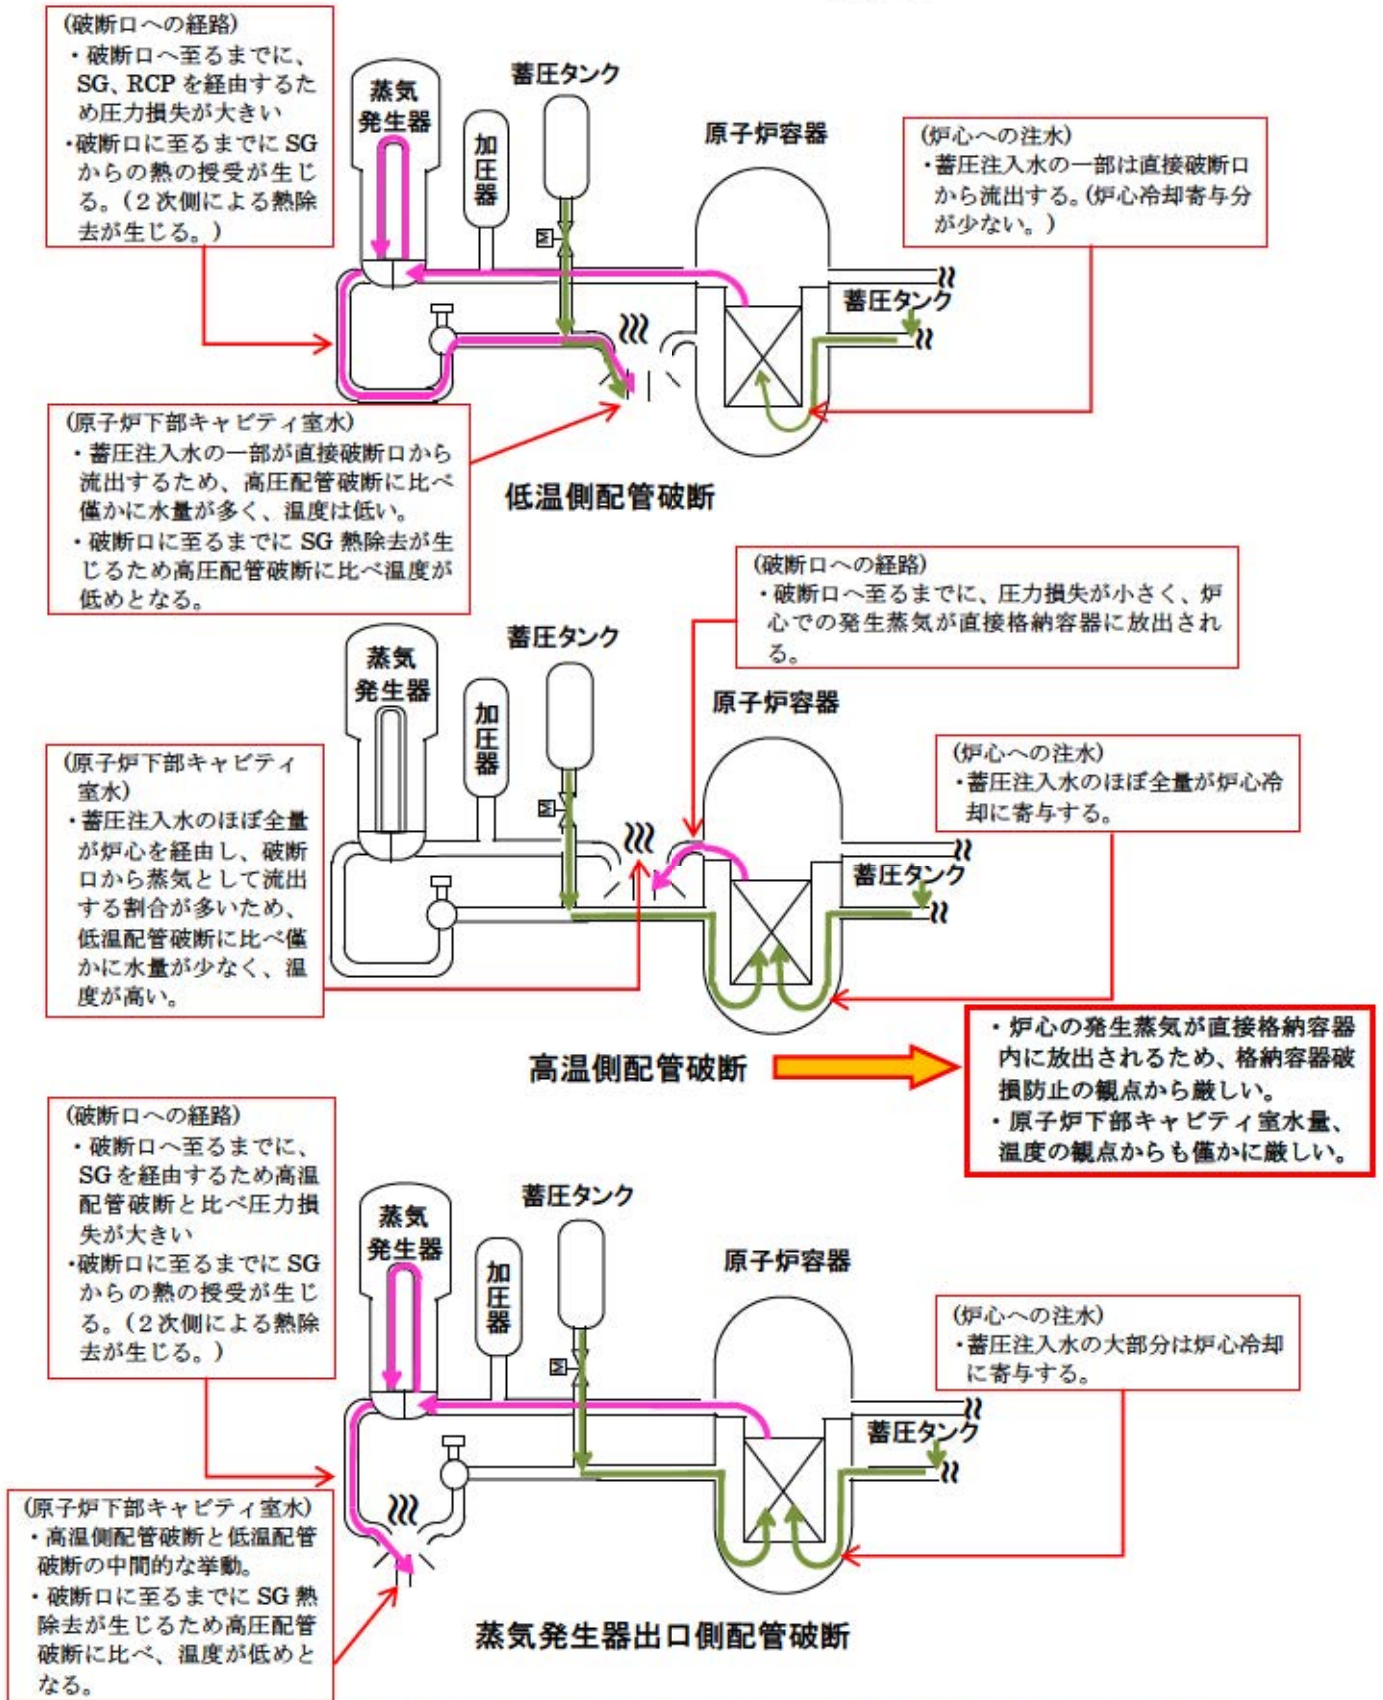 (破断口への経路)
・破断口へ至るまでに、
SG、RCP を経由するた
め圧力損失が大きい
・破断口に至るまでに SG
からの熱の授受が生じ
る。(2次側による熱除
去が生じる。)
蒸気
発生器
加
圧
器
蓄圧タンク
M
原子炉容器
(炉心への注水)
・蓄圧注入水の一部は直接破断口
から流出する。(炉心冷却寄与分
が少ない。)
蓄圧タンク
(原子炉下部キャビティ室水)
・蓄圧注入水の一部が直接破断口から
流出するため、高圧配管破断に比べ
僅かに水量が多く、温度は低い。
・破断口に至るまでに SG 熱除去が生
じるため高圧配管破断に比べ温度が
低めとなる。
低温側配管破断
(破断口への経路)
・破断口へ至るまでに、圧力損失が小さく、炉
心での発生蒸気が直接格納容器に放出され
る。
蒸気
発生器
加
圧
器
蓄圧タンク
M
原子炉容器
(原子炉下部キャビティ
室水)
・蓄圧注入水のほぼ全量
が炉心を経由し、破断
口から蒸気として流出
する割合が多いため、
低温配管破断に比べ僅
かに水量が少なく、温
度が高い。
(炉心への注水)
・蓄圧注入水のほぼ全量が炉心冷
却に寄与する。
蓄圧タンク
高温側配管破断
・炉心の発生蒸気が直接格納容器
内に放出されるため、格納容器破
損防止の観点から厳しい。
・原子炉下部キャビティ室水量、
温度の観点からも僅かに厳しい。
(破断口への経路)
・破断口へ至るまでに、
SGを経由するため高温
配管破断と比べ圧力損
失が大きい
・破断口に至るまでに SG
からの熱の授受が生じ
る。(2次側による熱除
去が生じる。)
蒸気
発生器
加
圧
器
蓄圧タンク
M
原子炉容器
(炉心への注水)
・蓄圧注入水の大部分は炉心冷却
に寄与する。
蓄圧タンク
(原子炉下部キャビティ室水)
・高温側配管破断と低温配管
破断の中間的な挙動。
・破断口に至るまでに SG 熱
除去が生じるため高圧配管
破断に比べ、温度が低めと
なる。
蒸気発生器出口側配管破断